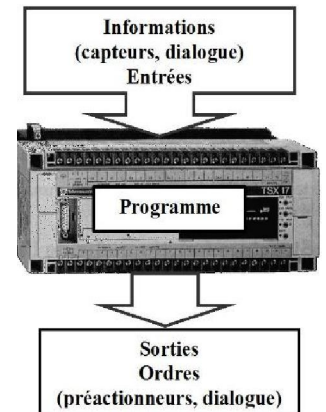 Informations
(capteurs, dialogue)
Entrées
TSX 17
Programme
Sorties
Ordres
(préactionneurs, dialogue)